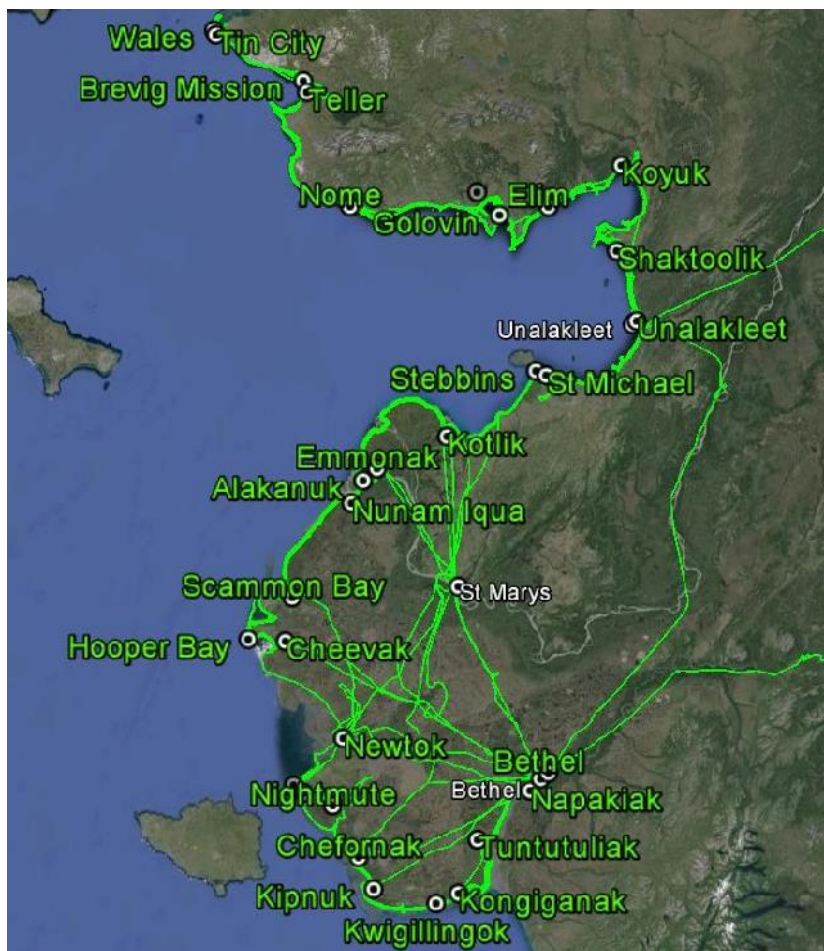 Wales
Tin City
Brevig Mission
Teller
Nome
Golovin
Elim
Koyuk
Shaktoolik
Unalakleet
Unalakleet
Stebbins
St Michael
Kotlik
Emmonak
Alakanuk
Nunam Iqua
Scammon Bay
St Marys
Hooper Bay
Cheevak
Newtok
Bethel
Bethel
Napakiak
Nightmute
Chefornak
Tuntutuliak
Kipnuk
Kongiganak
Kwigillingok